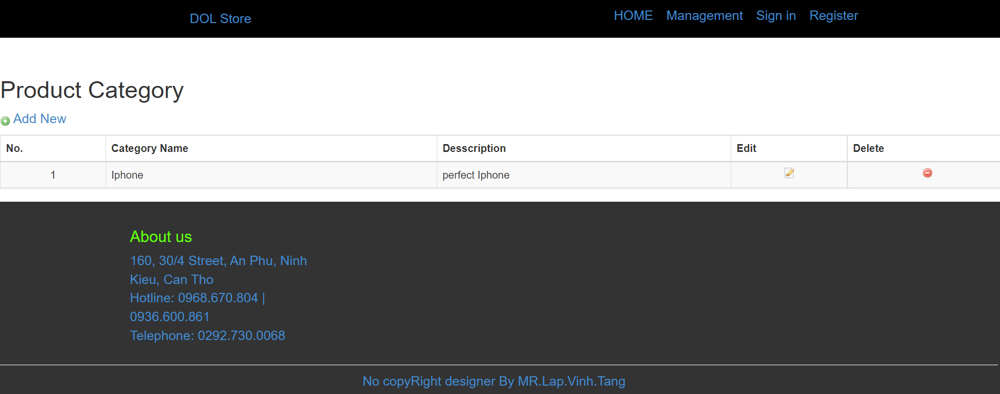 DOL Store
HOME Management Sign in Register
Product Category
Add New
No. Category Name Desscription Edit Delete
1 Iphone perfect Iphone
About us
160, 30/4 Street, An Phu, Ninh
Kieu, Can Tho
Hotline: 0968.670.804 |
0936.600.861
Telephone: 0292.730.0068
No copyRight designer By MR.Lap.Vinh.Tang